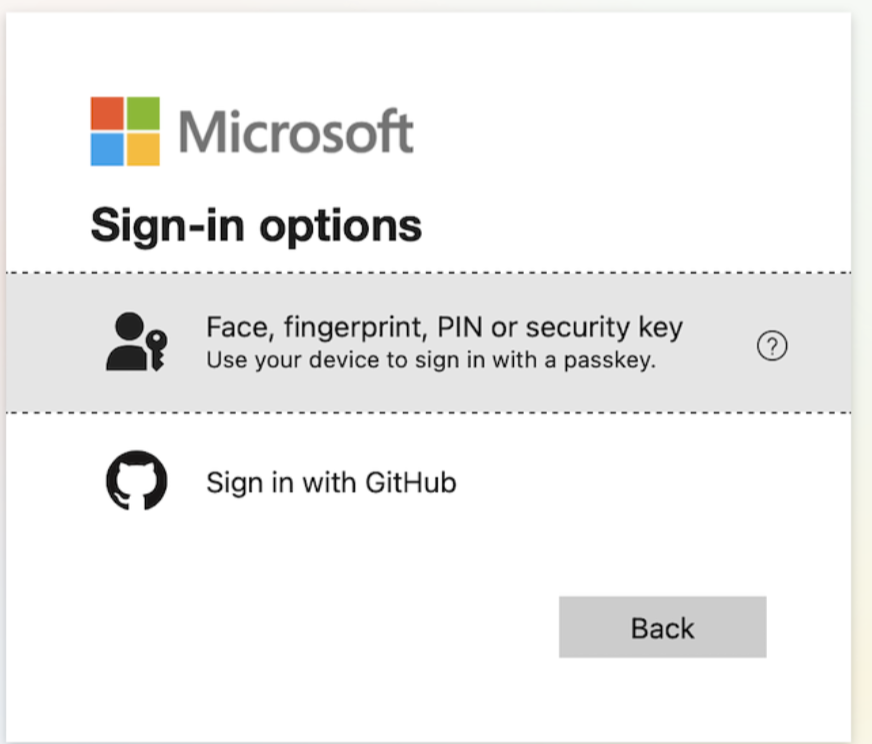 Microsoft
Sign-in options
Face, fingerprint, PIN or security key
Use your device to sign in with a passkey.
?
Sign in with GitHub
Back